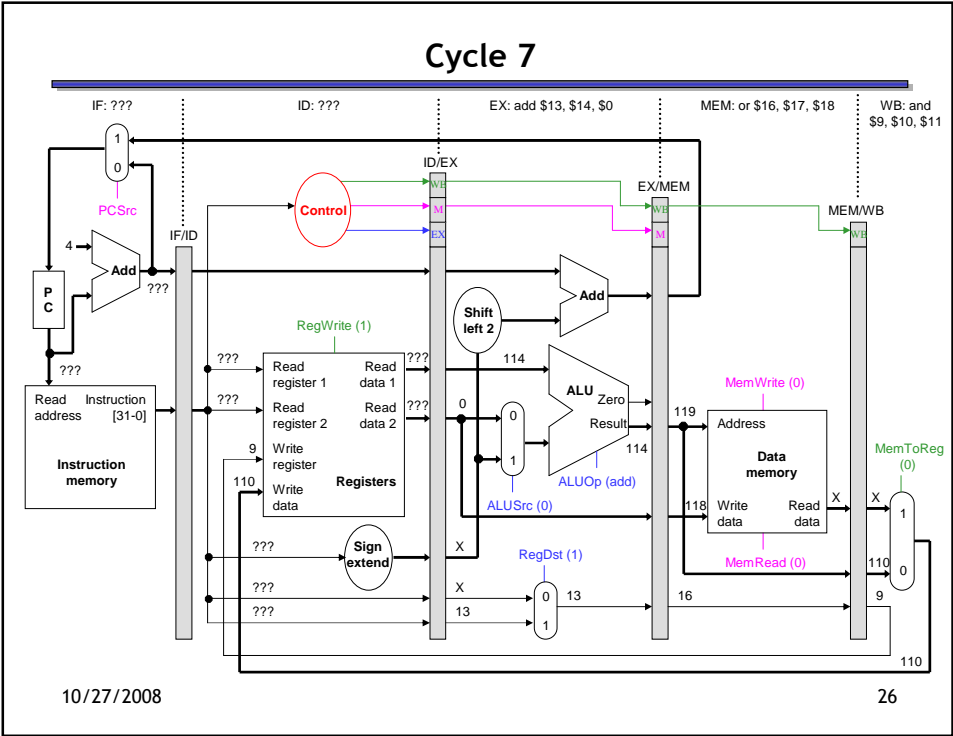 Cycle 7
IF: ???
ID: ???
EX: add $13, $14, $0
MEM: or $16, $17, $18
WB: and
$9, $10, $11
1
0
PCSrc
ID/EX
WB
M
EX
Control
EX/MEM
WB
M
MEM/WB
WB
IF/ID
4
Add
???
P
C
???
Add
Shift
left 2
RegWrite (1)
Read
address
Instruction
[31-0]
Instruction
memory
???
???
9
110
Read
register 1
Read
data 1
Read
register 2
Read
data 2
Write
register
Write
data
Registers
???
???
114
0
0
1
ALUSrc (0)
ALU
Zero
Result
114
ALUOp (add)
MemWrite (0)
119
Address
Data
memory
118
Write
data
Read
data
MemRead (0)
X
X
MemToReg
(0)
1
0
110
???
Sign
extend
X
RegDst (1)
???
X
0
13
16
9
???
13
1
110
10/27/2008
26